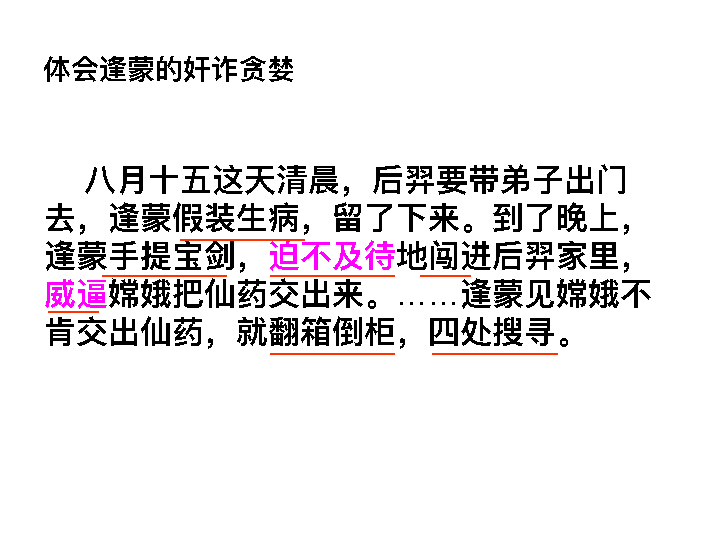 体会逢蒙的奸诈贪婪
八月十五这天清晨，后羿要带弟子出门
去，逢蒙假装生病，留了下来。到了晚上，
逢蒙手提宝剑，迫不及待地闯进后羿家里，
威逼嫦娥把仙药交出来。……逢蒙见嫦娥不
肯交出仙药，就翻箱倒柜，四处搜寻。